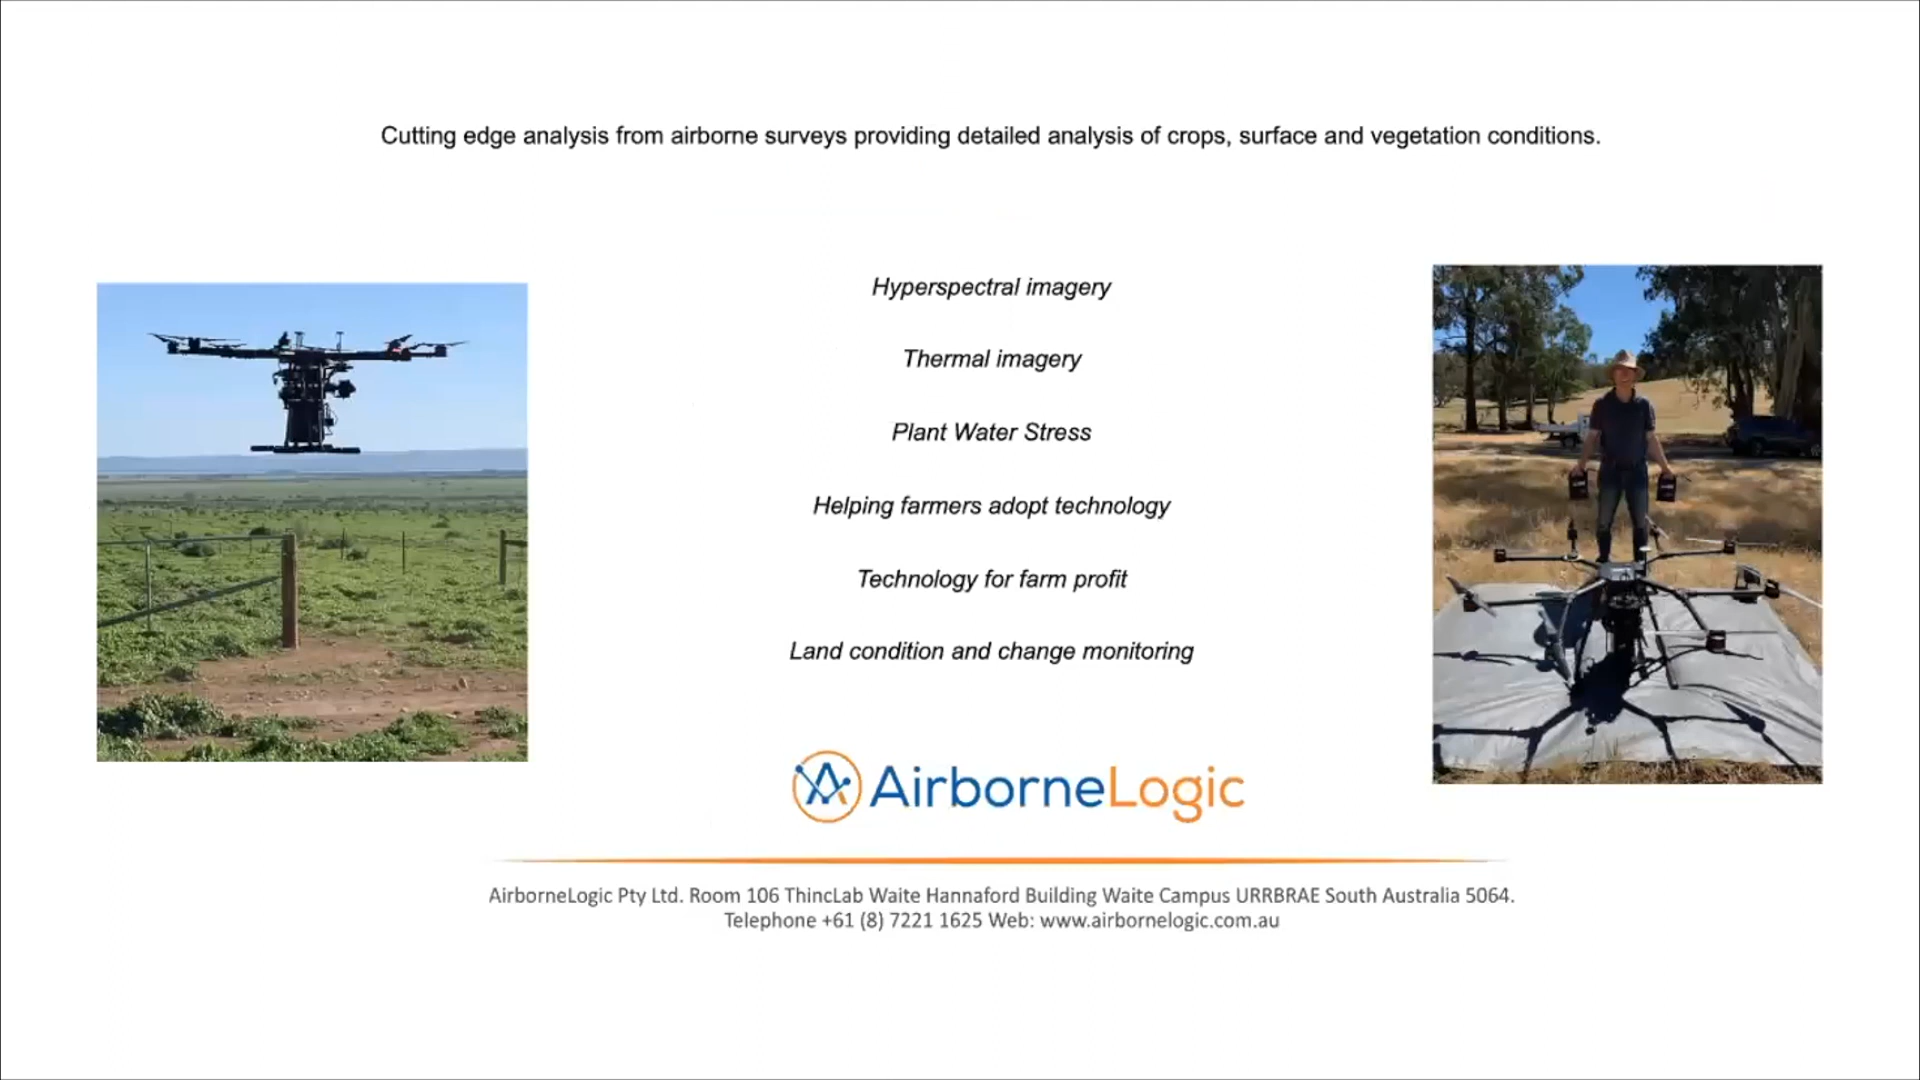 Cutting edge analysis from airborne surveys providing detailed analysis of crops, surface and vegetation conditions.
Hyperspectral imagery
Thermal imagery
Plant Water Stress
Helping farmers adopt technology
Technology for farm profit
Land condition and change monitoring
AirborneLogic
AirborneLogic Pty Ltd. Room 106 ThincLab Waite Hannaford Building Waite Campus URRBRAE South Australia 5064.
Telephone +61 (8) 7221 1625 Web: www.airbornelogic.com.au